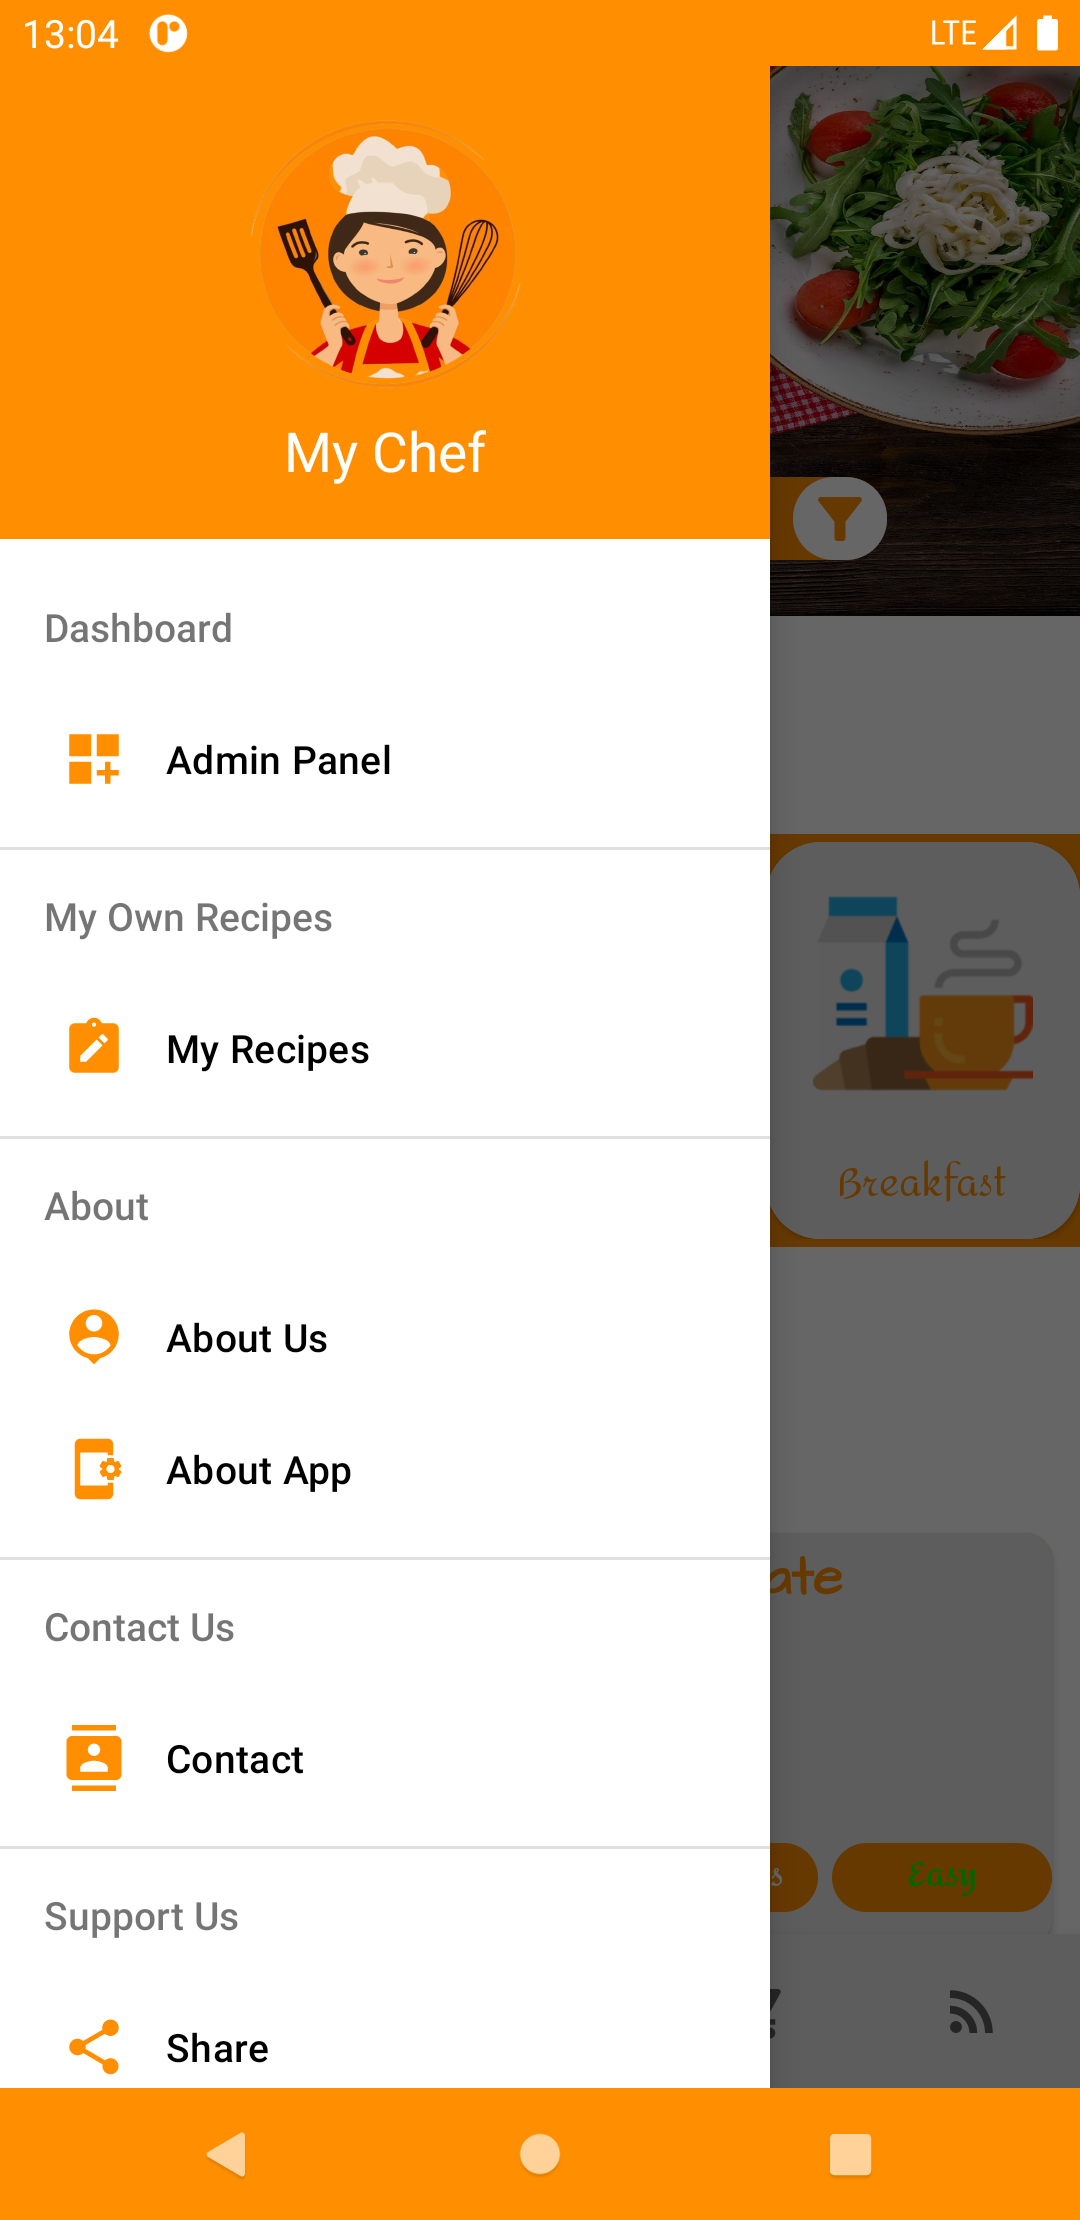 13:04
LTE
My Chef
Dashboard
Admin Panel
My Own Recipes
My Recipes
Breakfast
About
About Us
About App
ate
Contact Us
Contact
s
Easy
Support Us
Share